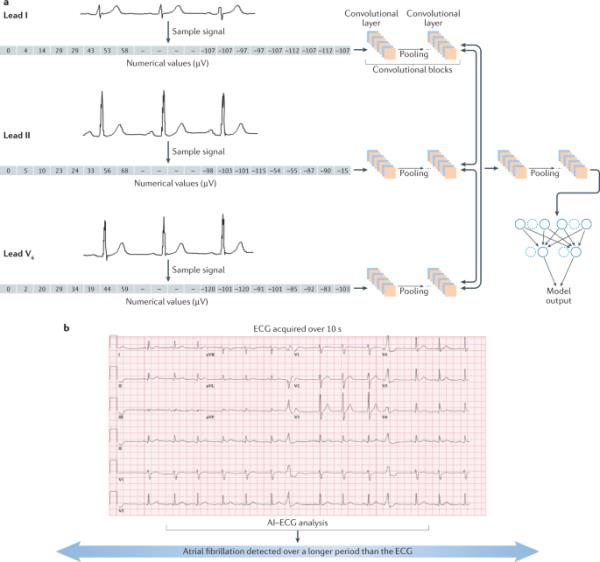 a
Lead I
Sample signal
0 4 15 20 29 43 53 58 – – – –107 –107 –97 –97 –107 –112 –112 –107
Numerical values (μV)
Convolutional layer
Convolutional layer
Pooling
Convolutional blocks
Lead II
Sample signal
0 5 10 23 24 33 56 68 – – – –98 –103 –101 –115 –54 –55 –87 –90 –15
Numerical values (μV)
Pooling
Pooling
Lead V6
Sample signal
0 2 20 29 34 39 44 59 – – – –120 –101 –120 –91 –92 –85 –83 –103
Numerical values (μV)
Pooling
Model
output
b
ECG acquired over 10 s
I aVR V1 V4
II aVL V2 V5
III aVF V3 V6
II
V1
V5
AI–ECG analysis
Atrial fibrillation detected over a longer period than the ECG